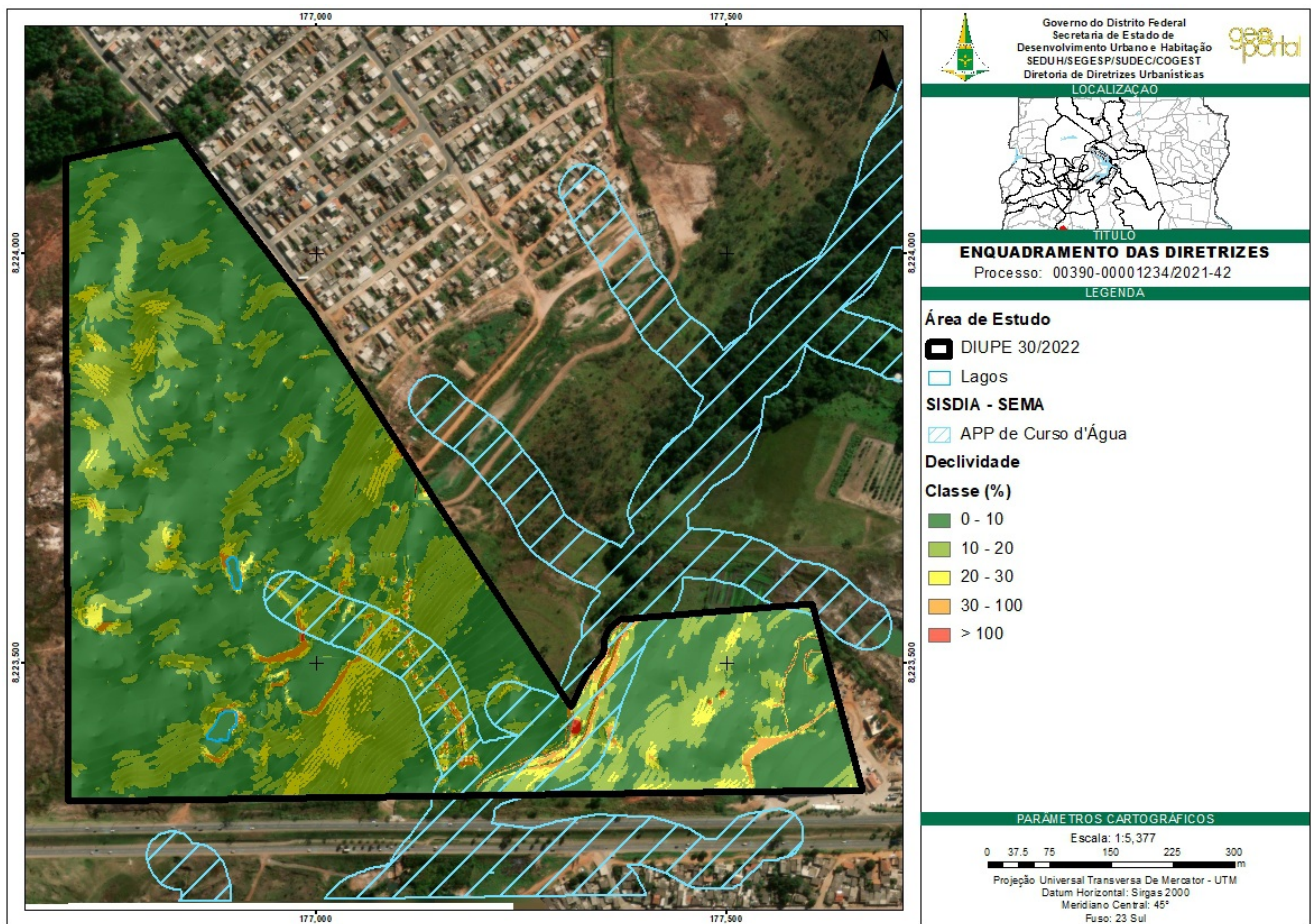 177,000
177,500
8,224,000
8,223,500
8,224,000
8,223,500
177,000
177,500
N
Governo do Distrito Federal
Secretaria de Estado de
Desenvolvimento Urbano e Habitação
SEDUH/SEGESP/SUDEC/COGEST
Diretoria de Diretrizes Urbanísticas
geo
portal
LOCALIZAÇÃO
TÍTULO
ENQUADRAMENTO DAS DIRETRIZES
Processo: 00390-00001234/2021-42
LEGENDA
Área de Estudo
DIUPE 30/2022
Lagos
SISDIA - SEMA
APP de Curso d'Água
Declividade
Classe (%)
0 - 10
10 - 20
20 - 30
30 - 100
> 100
PARÂMETROS CARTOGRÁFICOS
Escala: 1:5,377
0 37.5 75 150 225 300
m
Projeção Universal Transversa De Mercator - UTM
Datum Horizontal: Sirgas 2000
Meridiano Central: 45°
Fuso: 23 Sul